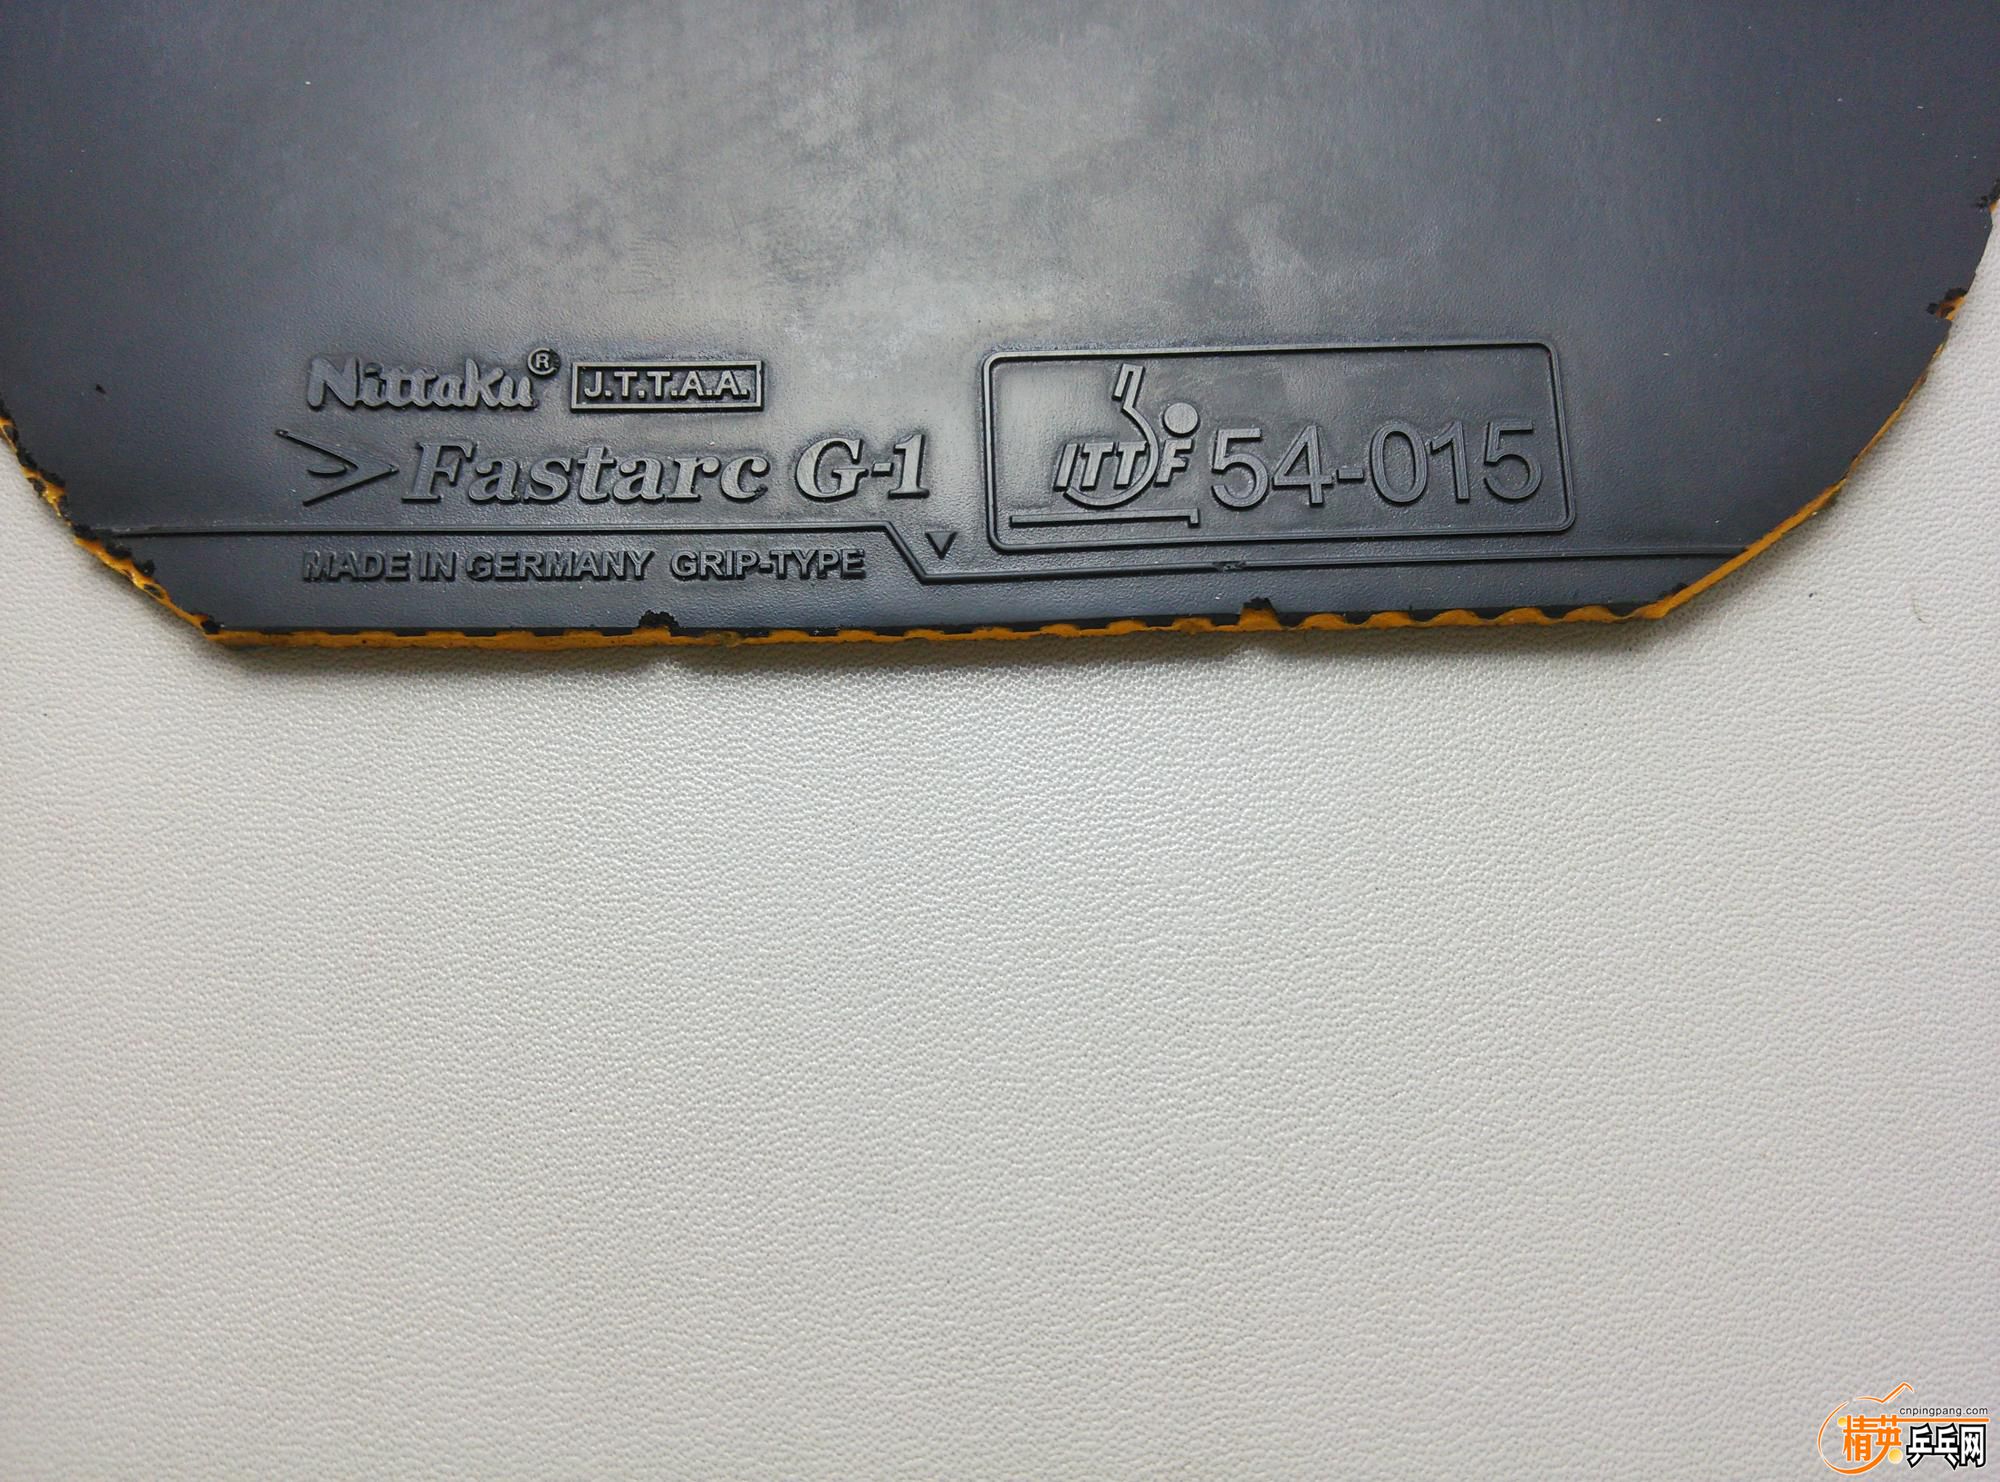 Nittaku® J.T.T.A.A.
Fastarc G-1
ITTF 54-015
MADE IN GERMANY GRIP-TYPE
cnpingpang.com
精英乒乓网